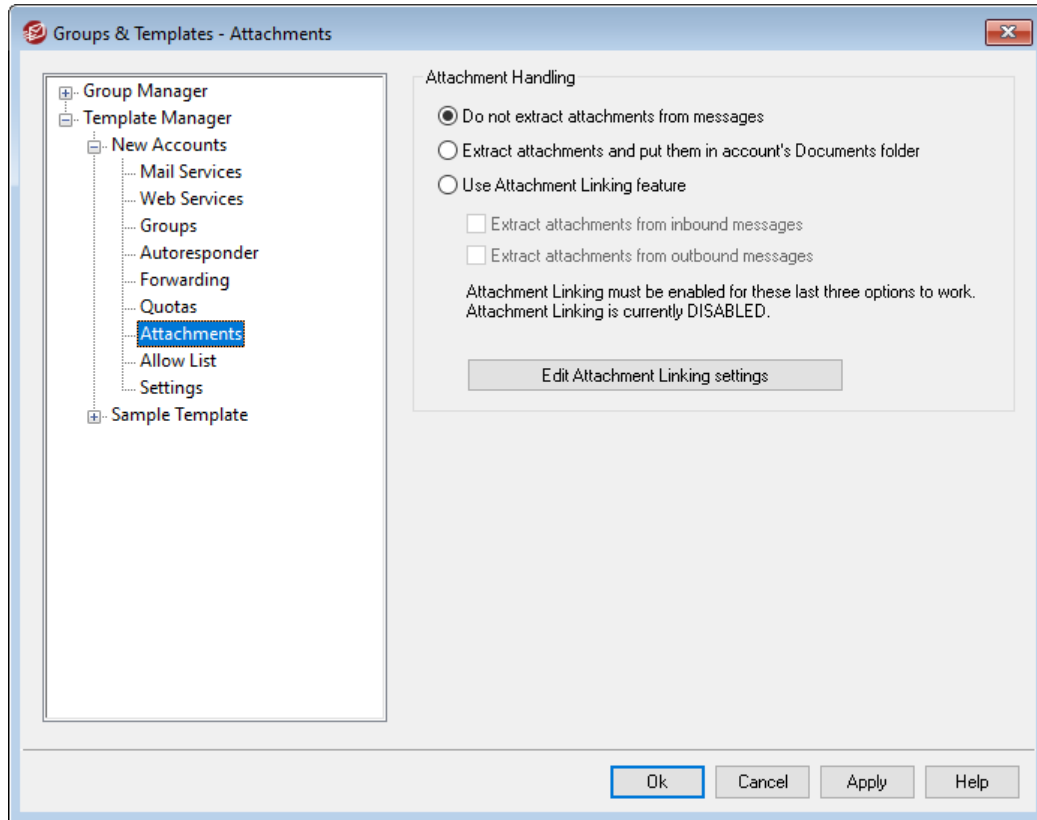 Groups & Templates - Attachments
Group Manager
Template Manager
New Accounts
Mail Services
Web Services
Groups
Autoresponder
Forwarding
Quotas
Attachments
Allow List
Settings
Sample Template
Attachment Handling
Do not extract attachments from messages
Extract attachments and put them in account's Documents folder
Use Attachment Linking feature
Extract attachments from inbound messages
Extract attachments from outbound messages
Attachment Linking must be enabled for these last three options to work.
Attachment Linking is currently DISABLED.
Edit Attachment Linking settings
Ok Cancel Apply Help